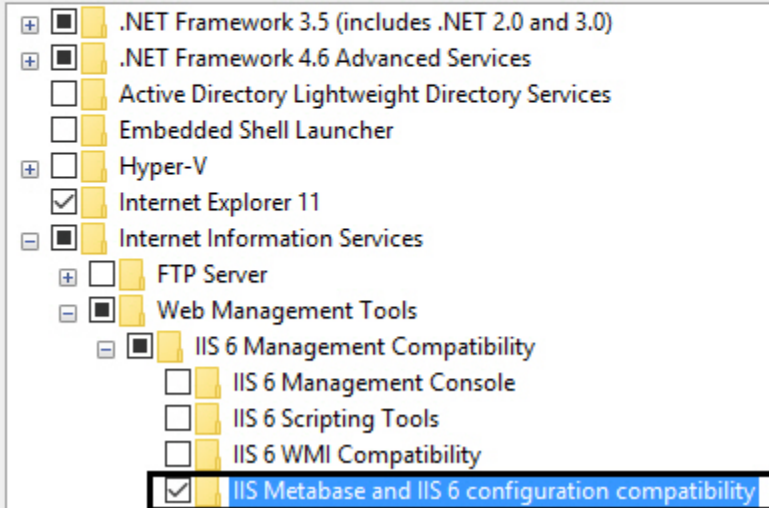 .NET Framework 3.5 (includes .NET 2.0 and 3.0)
.NET Framework 4.6 Advanced Services
Active Directory Lightweight Directory Services
Embedded Shell Launcher
Hyper-V
Internet Explorer 11
Internet Information Services
FTP Server
Web Management Tools
IIS 6 Management Compatibility
IIS 6 Management Console
IIS 6 Scripting Tools
IIS 6 WMI Compatibility
IIS Metabase and IIS 6 configuration compatibility